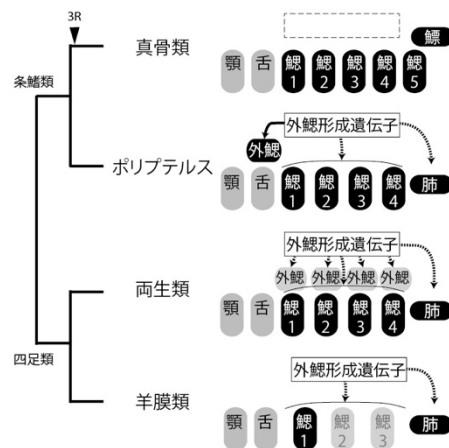 3R
条鰭類
四足類
真骨類
鰾
顎 舌 鰓1 鰓2 鰓3 鰓4 鰓5
ポリプテルス
外鰓形成遺伝子
外鰓
顎 舌 鰓1 鰓2 鰓3 鰓4 肺
両生類
外鰓形成遺伝子
外鰓 外鰓 外鰓 外鰓
顎 舌 鰓1 鰓2 鰓3 鰓4 肺
羊膜類
外鰓形成遺伝子
顎 舌 鰓1 鰓2 鰓3 肺